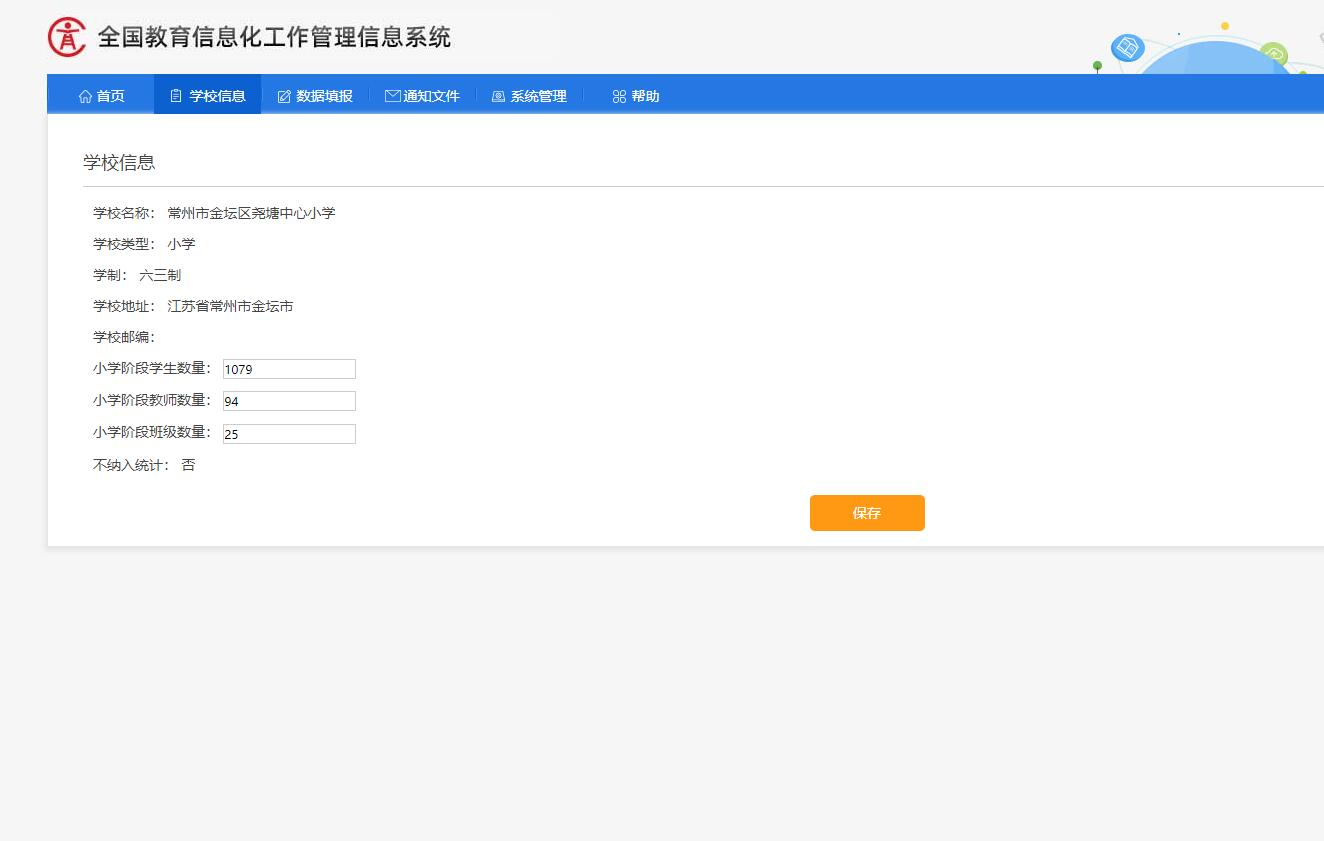 全国教育信息化工作管理信息系统
首页 学校信息 数据填报 通知文件 系统管理 帮助
学校信息
学校名称： 常州市金坛区尧塘中心小学
学校类型： 小学
学制： 六三制
学校地址： 江苏省常州市金坛市
学校邮编：
小学阶段学生数量： 1079
小学阶段教师数量： 94
小学阶段班级数量： 25
不纳入统计： 否
保存